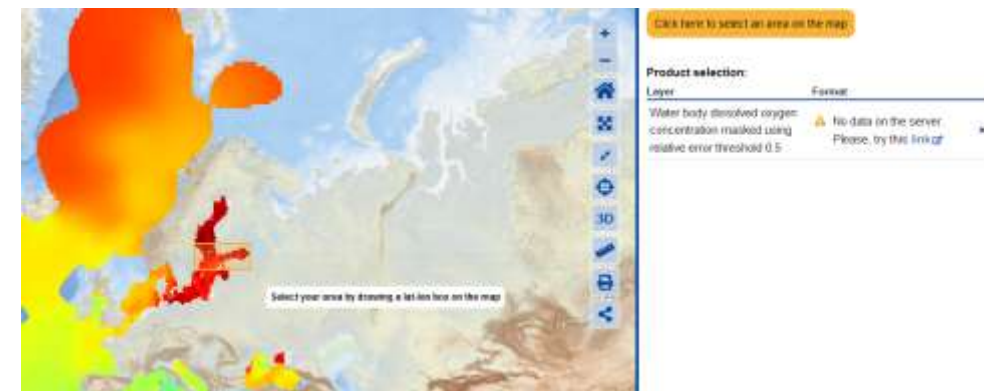 Click here to select an area on the map
Product selection:
Layer Format
Water body dissolved oxygen
concentration masked using
relative error threshold 0.5
No data on the server.
Please, try this link
3D
Select your area by drawing a lat-lon box on the map